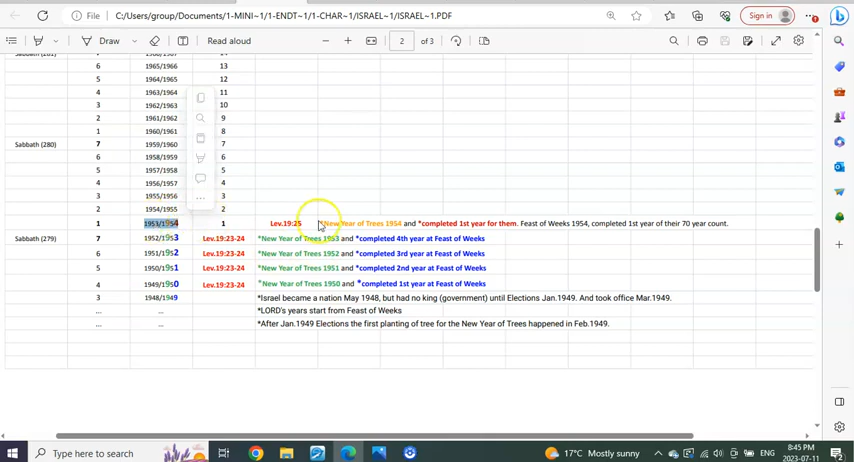 File C:/Users/group/Documents/1-MINI~1/1-ENDT~1/1-CHAR~1/ISRAEL~1/ISRAEL~1.PDF Sign in
Draw Read aloud 2 of 3
6 1965/1966 13
5 1964/1965 12
4 1963/1964 11
3 1962/1963 10
2 1961/1962 9
1 1960/1961 8
Sabbath (280) 7 1959/1960 7
6 1958/1959 6
5 1957/1958 5
4 1956/1957 4
3 1955/1956 3
2 1954/1955 2
1 1953/1954 1 Lev.19:25 *New Year of Trees 1954 and *completed 1st year for them. Feast of Weeks 1954, completed 1st year of their 70 year count.
Sabbath (279) 7 1952/1953 Lev.19:23-24 *New Year of Trees 1953 and *completed 4th year at Feast of Weeks
6 1951/1952 Lev.19:23-24 *New Year of Trees 1952 and *completed 3rd year at Feast of Weeks
5 1950/1951 Lev.19:23-24 *New Year of Trees 1951 and *completed 2nd year at Feast of Weeks
4 1949/1950 Lev.19:23-24 *New Year of Trees 1950 and *completed 1st year at Feast of Weeks
3 1948/1949 *Israel became a nation May 1948, but had no king (government) until Elections Jan.1949. And took office Mar.1949.
... ... *LORD's years start from Feast of Weeks
... ... *After Jan.1949 Elections the first planting of tree for the New Year of Trees happened in Feb.1949.
Type here to search 17°C Mostly sunny ENG 8:45 PM
2023-07-11